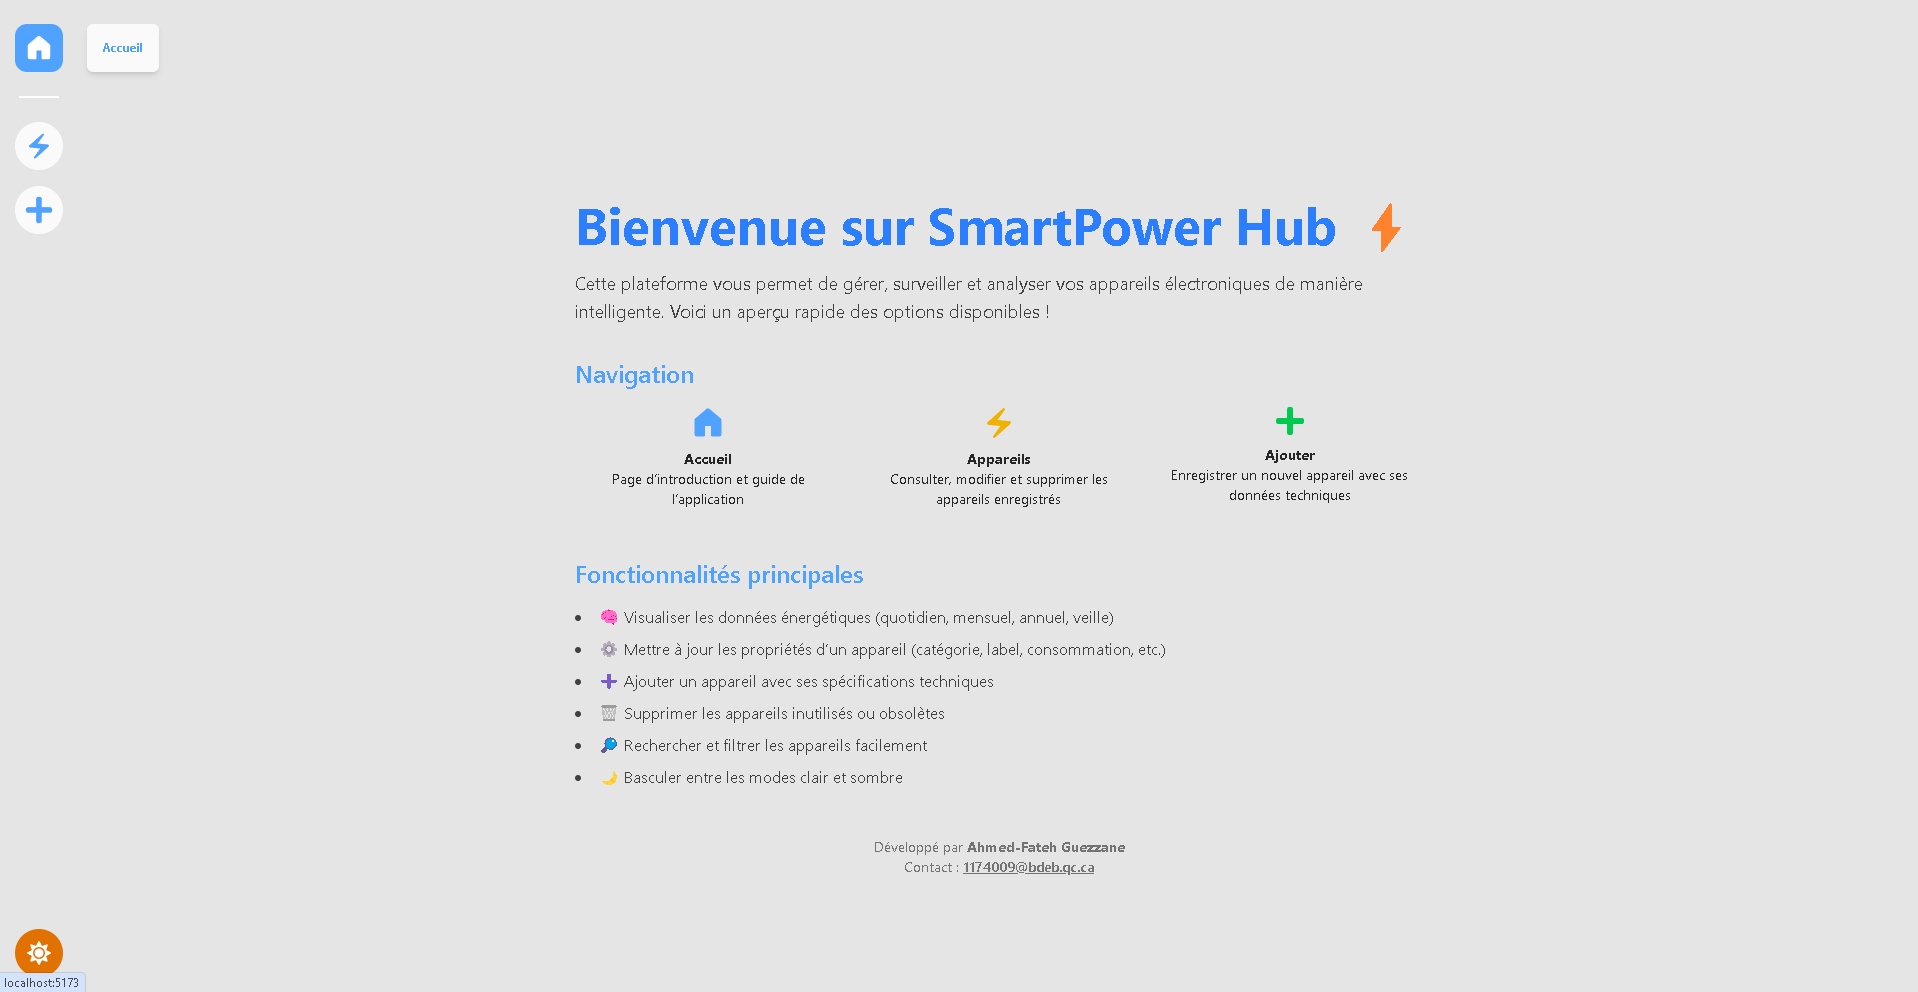 Accueil
Bienvenue sur SmartPower Hub
Cette plateforme vous permet de gérer, surveiller et analyser vos appareils électroniques de manière
intelligente. Voici un aperçu rapide des options disponibles !
Navigation
Accueil
Page d’introduction et guide de
l’application
Appareils
Consulter, modifier et supprimer les
appareils enregistrés
Ajouter
Enregistrer un nouvel appareil avec ses
données techniques
Fonctionnalités principales
Visualiser les données énergétiques (quotidien, mensuel, annuel, veille)
Mettre à jour les propriétés d’un appareil (catégorie, label, consommation, etc.)
Ajouter un appareil avec ses spécifications techniques
Supprimer les appareils inutilisés ou obsolètes
Rechercher et filtrer les appareils facilement
Basculer entre les modes clair et sombre
Développé par Ahmed-Fateh Guezzane
Contact : 1174009@bdeb.qc.ca
localhost:5173